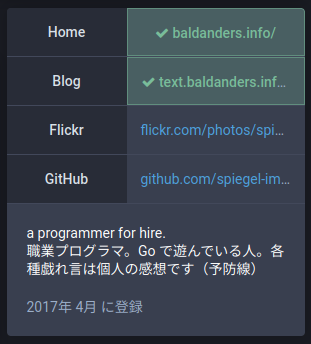 Home ✔ baldanders.info/
Blog ✔ text.baldanders.inf…
Flickr flickr.com/photos/spi…
GitHub github.com/spiegel-im…
a programmer for hire.
職業プログラマ。Go で遊んでいる人。各
種戯れ言は個人の感想です（予防線）
2017年 4月 に登録